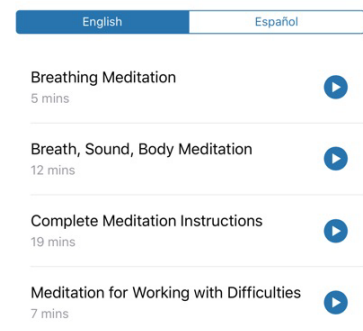 English
Español
Breathing Meditation
5 mins
Breath, Sound, Body Meditation
12 mins
Complete Meditation Instructions
19 mins
Meditation for Working with Difficulties
7 mins